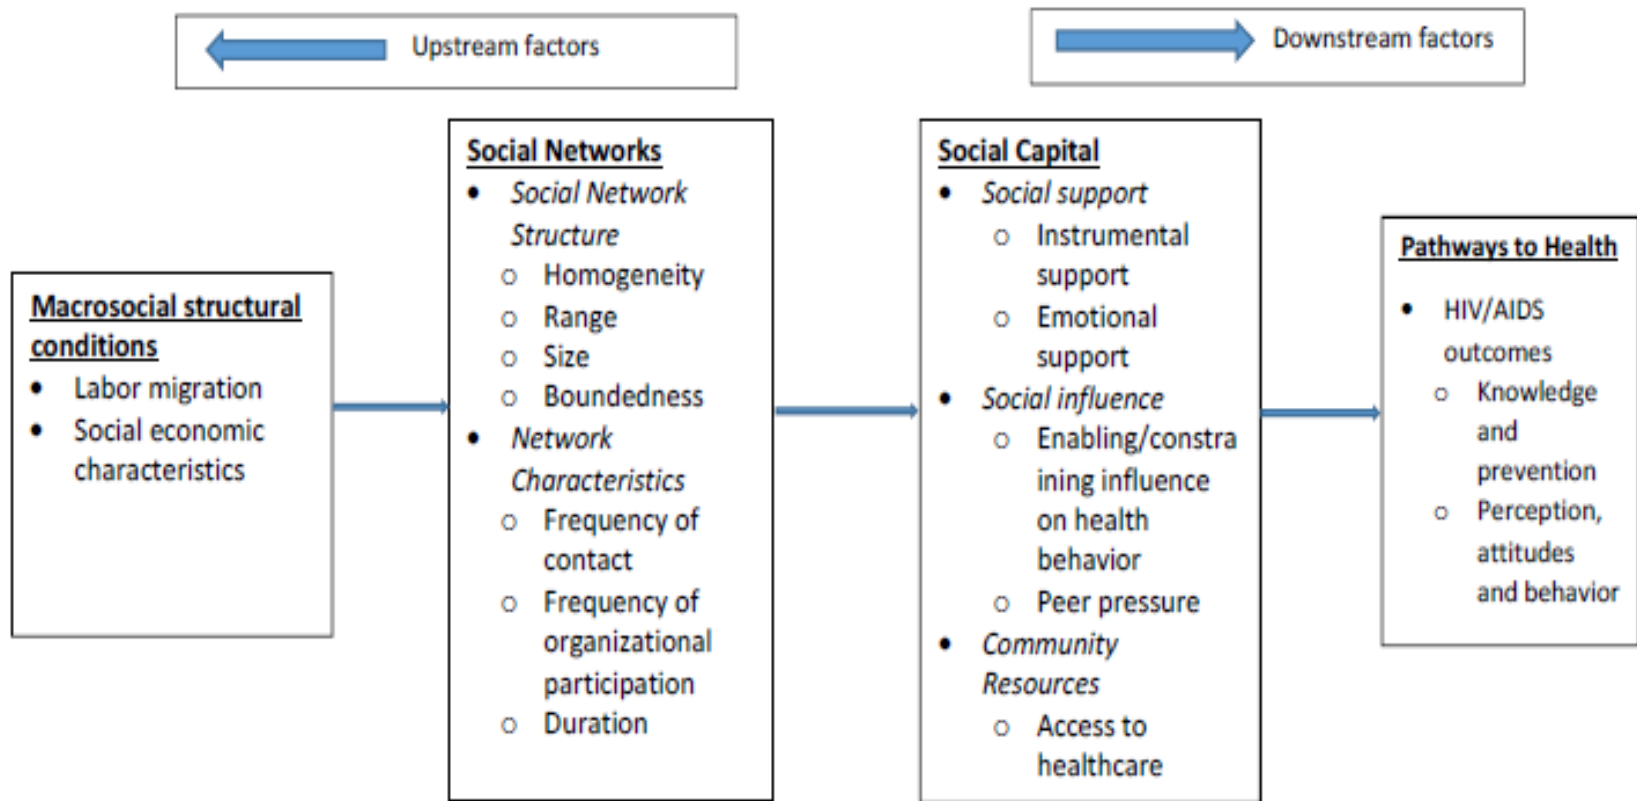 Upstream factors
Downstream factors
Macrosocial structural
conditions
• Labor migration
• Social economic
characteristics
Social Networks
• Social Network
Structure
o Homogeneity
o Range
o Size
o Boundedness
• Network
Characteristics
o Frequency of
contact
o Frequency of
organizational
participation
o Duration
Social Capital
• Social support
o Instrumental
support
o Emotional
support
• Social influence
o Enabling/constra
ining influence
on health
behavior
o Peer pressure
• Community
Resources
o Access to
healthcare
Pathways to Health
• HIV/AIDS
outcomes
o Knowledge
and
prevention
o Perception,
attitudes
and behavior